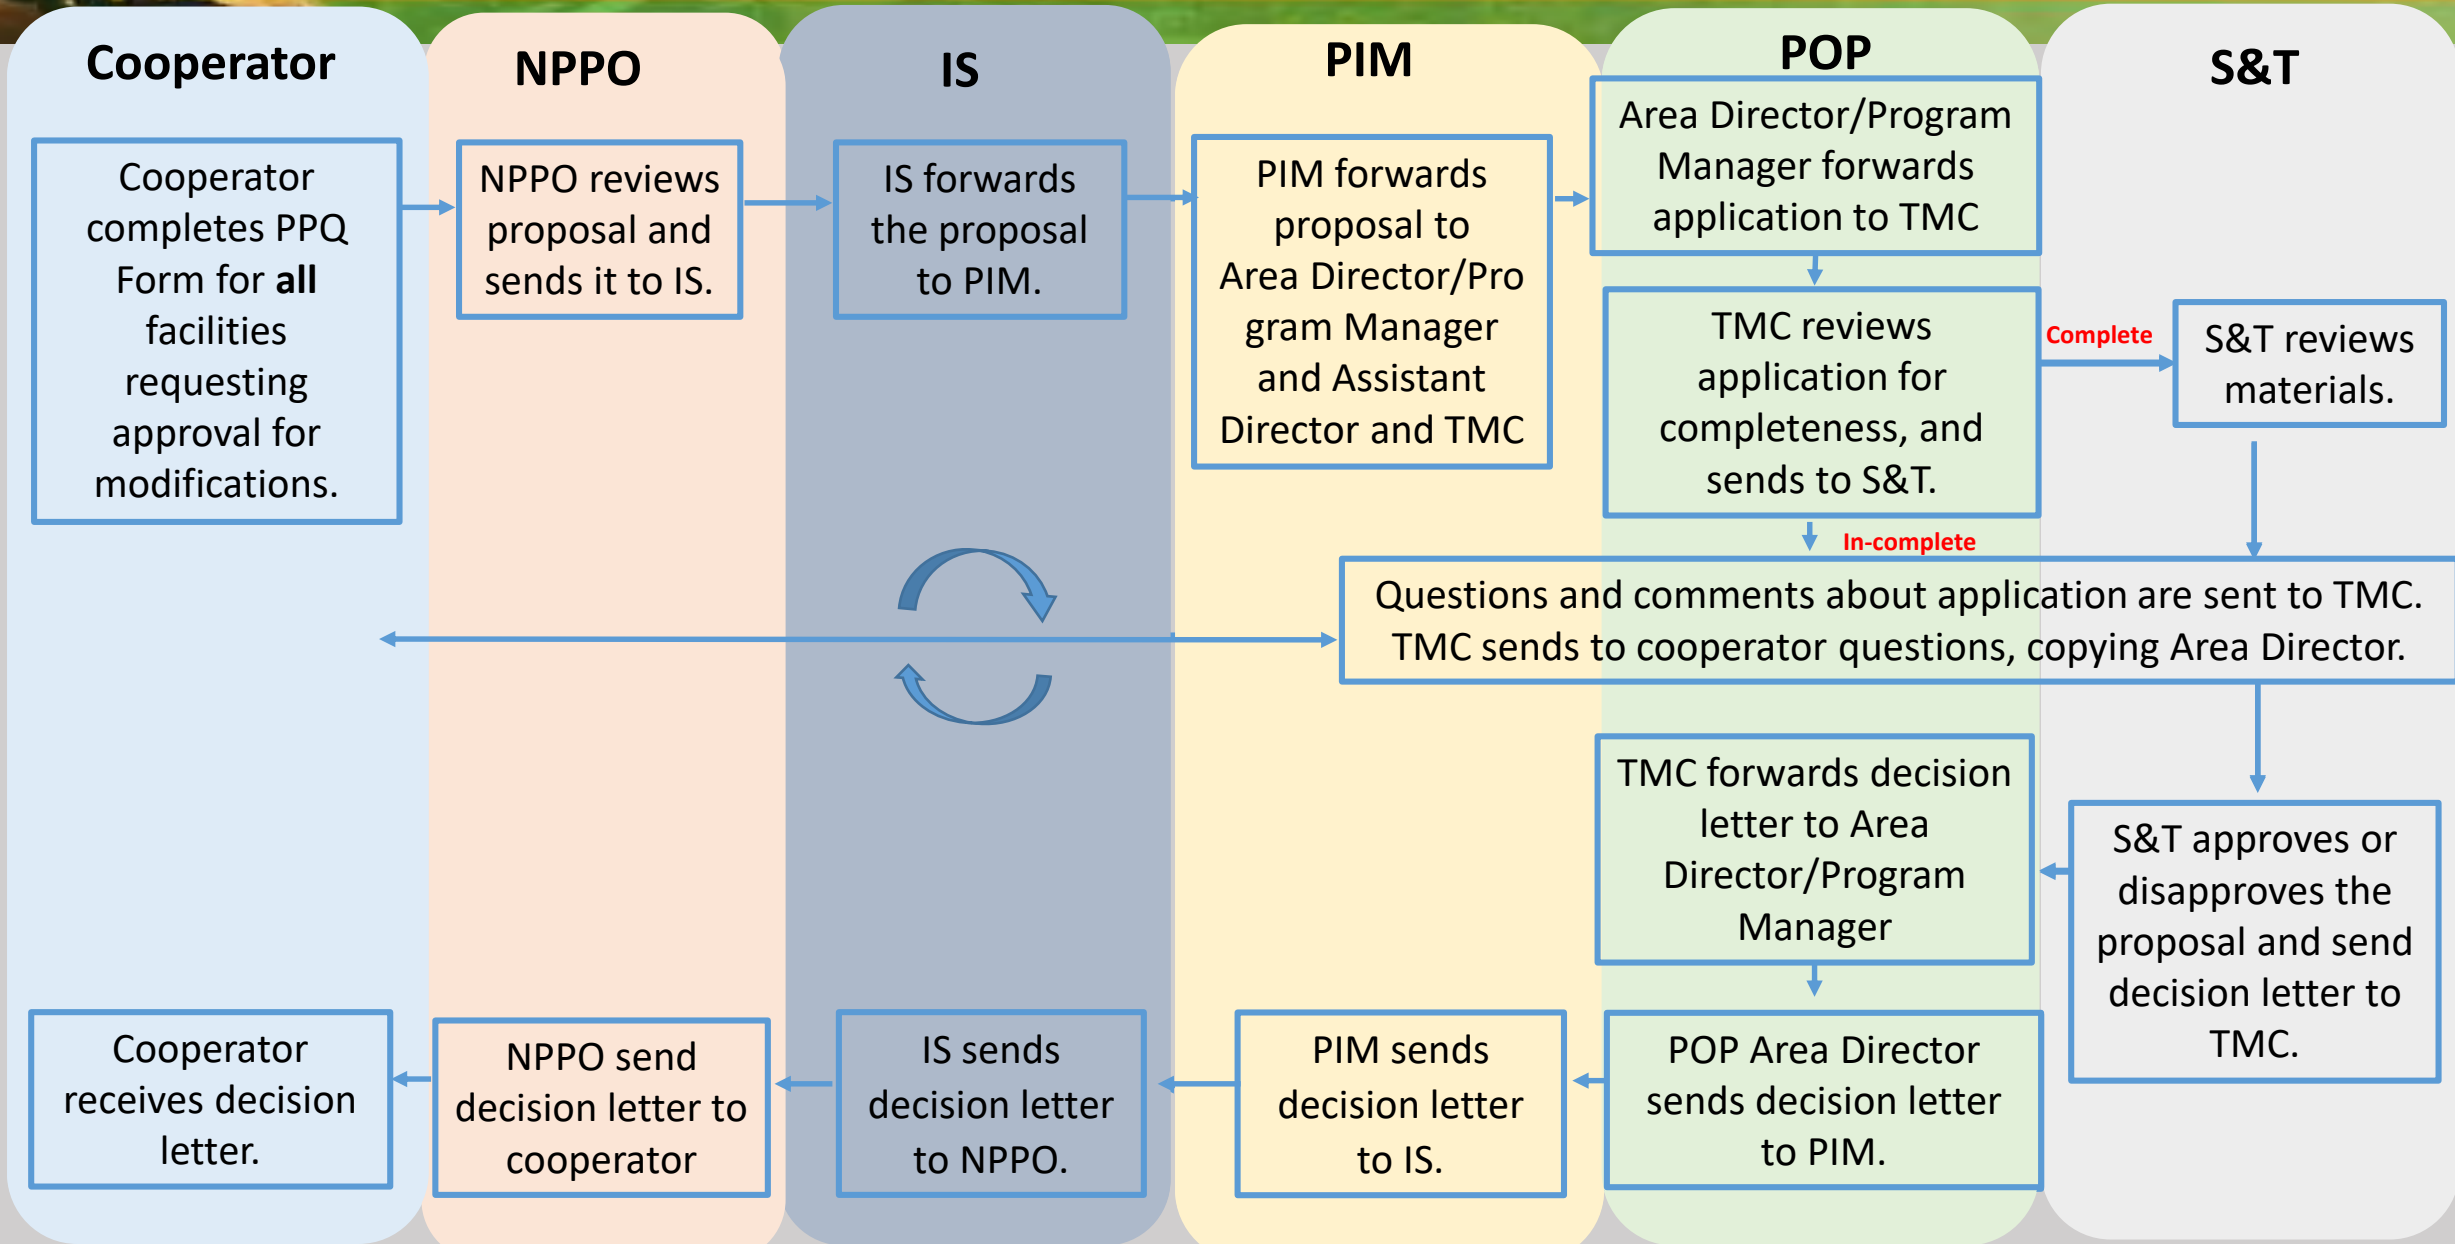 Cooperator
NPPO
IS
PIM
POP
S&T
Cooperator
completes PPQ
Form for all
facilities
requesting
approval for
modifications.
NPPO reviews
proposal and
sends it to IS.
IS forwards
the proposal
to PIM.
PIM forwards
proposal to
Area Director/Pro
gram Manager
and Assistant
Director and TMC
Area Director/Program
Manager forwards
application to TMC
TMC reviews
application for
completeness, and
sends to S&T.
Complete
S&T reviews
materials.
In-complete
Questions and comments about application are sent to TMC.
TMC sends to cooperator questions, copying Area Director.
S&T approves or
disapproves the
proposal and send
decision letter to
TMC.
TMC forwards decision
letter to Area
Director/Program
Manager
POP Area Director
sends decision letter
to PIM.
PIM sends
decision letter
to IS.
IS sends
decision letter
to NPPO.
NPPO send
decision letter to
cooperator
Cooperator
receives decision
letter.